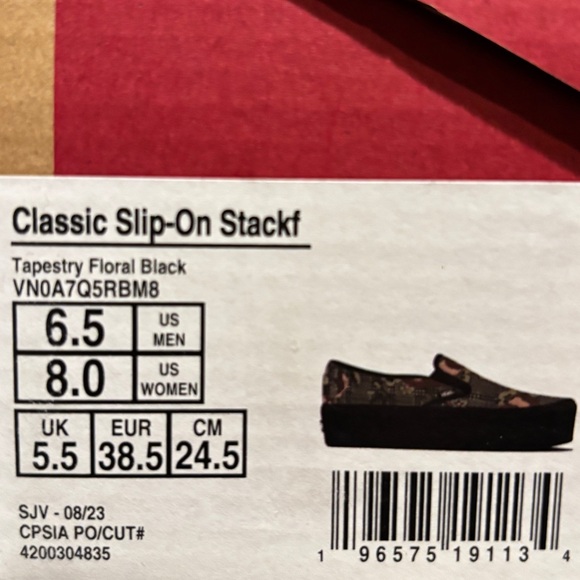 Classic Slip-On Stackf
Tapestry Floral Black
VN0A7Q5RBM8
6.5 US MEN
8.0 US WOMEN
UK EUR CM
5.5 38.5 24.5
SJV - 08/23
CPSIA PO/CUT#
4200304835
1 96575 19113 4